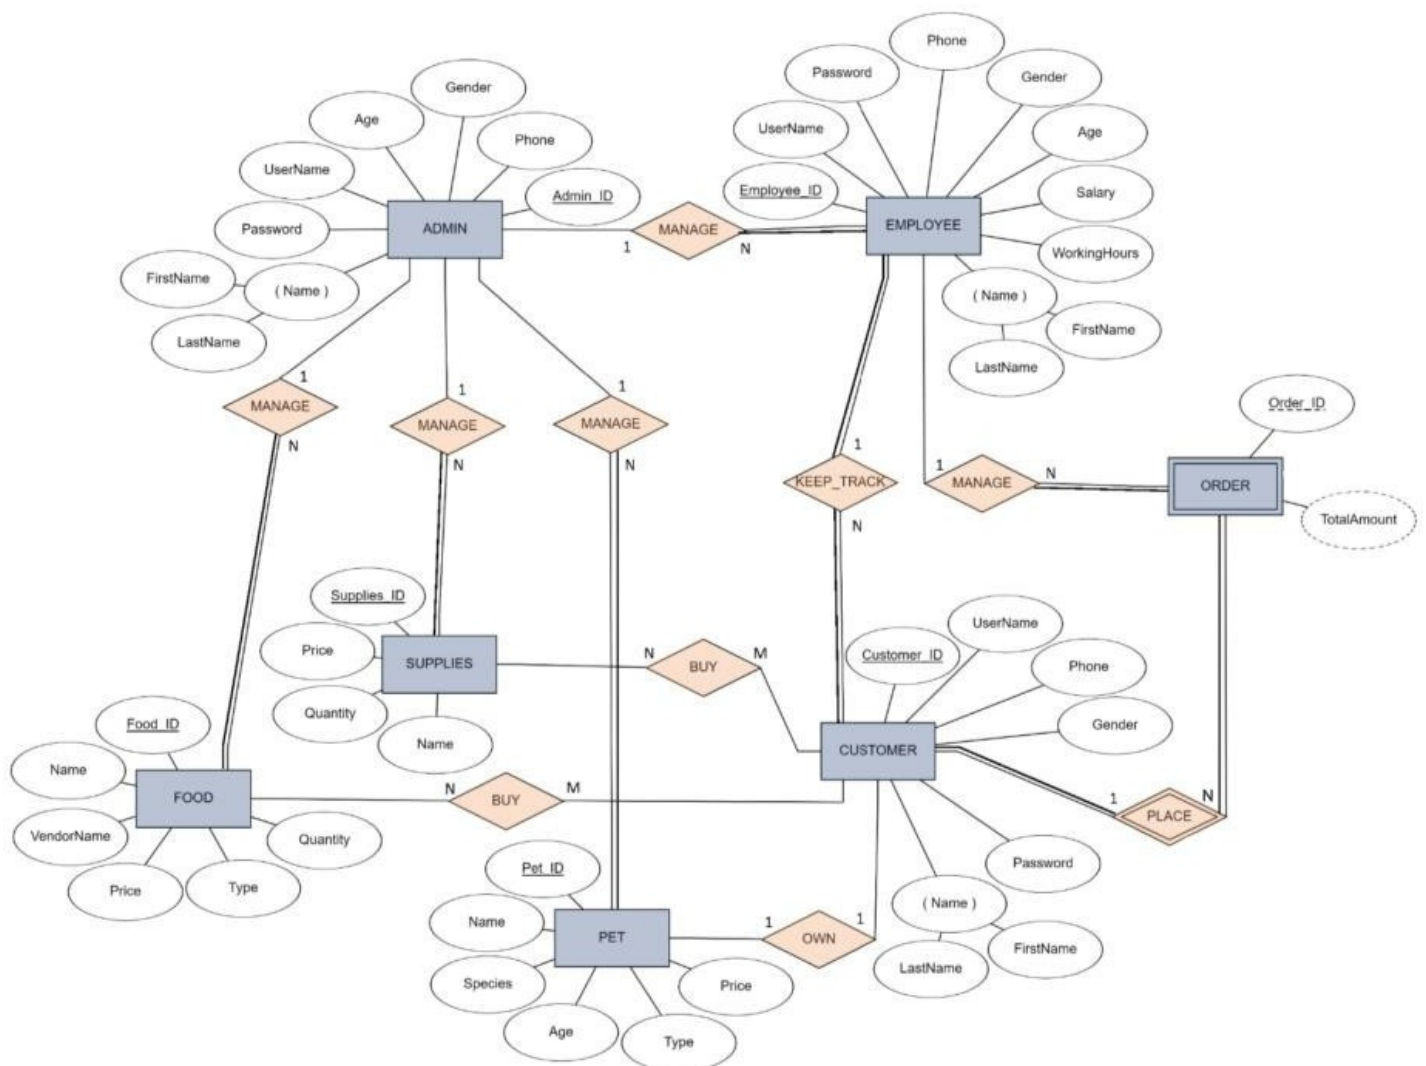 Phone
Password
Gender
Gender
Age
Phone
UserName
Age
UserName
Employee_ID
Admin_ID
Salary
ADMIN
EMPLOYEE
Password
MANAGE
1
N
WorkingHours
FirstName
( Name )
( Name )
FirstName
LastName
LastName
1
MANAGE
N
1
MANAGE
N
1
MANAGE
N
Order_ID
1
KEEP_TRACK
N
1
MANAGE
N
ORDER
TotalAmount
Supplies_ID
Price
SUPPLIES
Quantity
Name
N
BUY
M
UserName
Customer_ID
Phone
Gender
CUSTOMER
Food_ID
Name
FOOD
VendorName
Quantity
Price
Type
N
BUY
M
1
PLACE
N
Password
( Name )
FirstName
LastName
Pet_ID
Name
PET
1
OWN
1
Species
Price
Age
Type